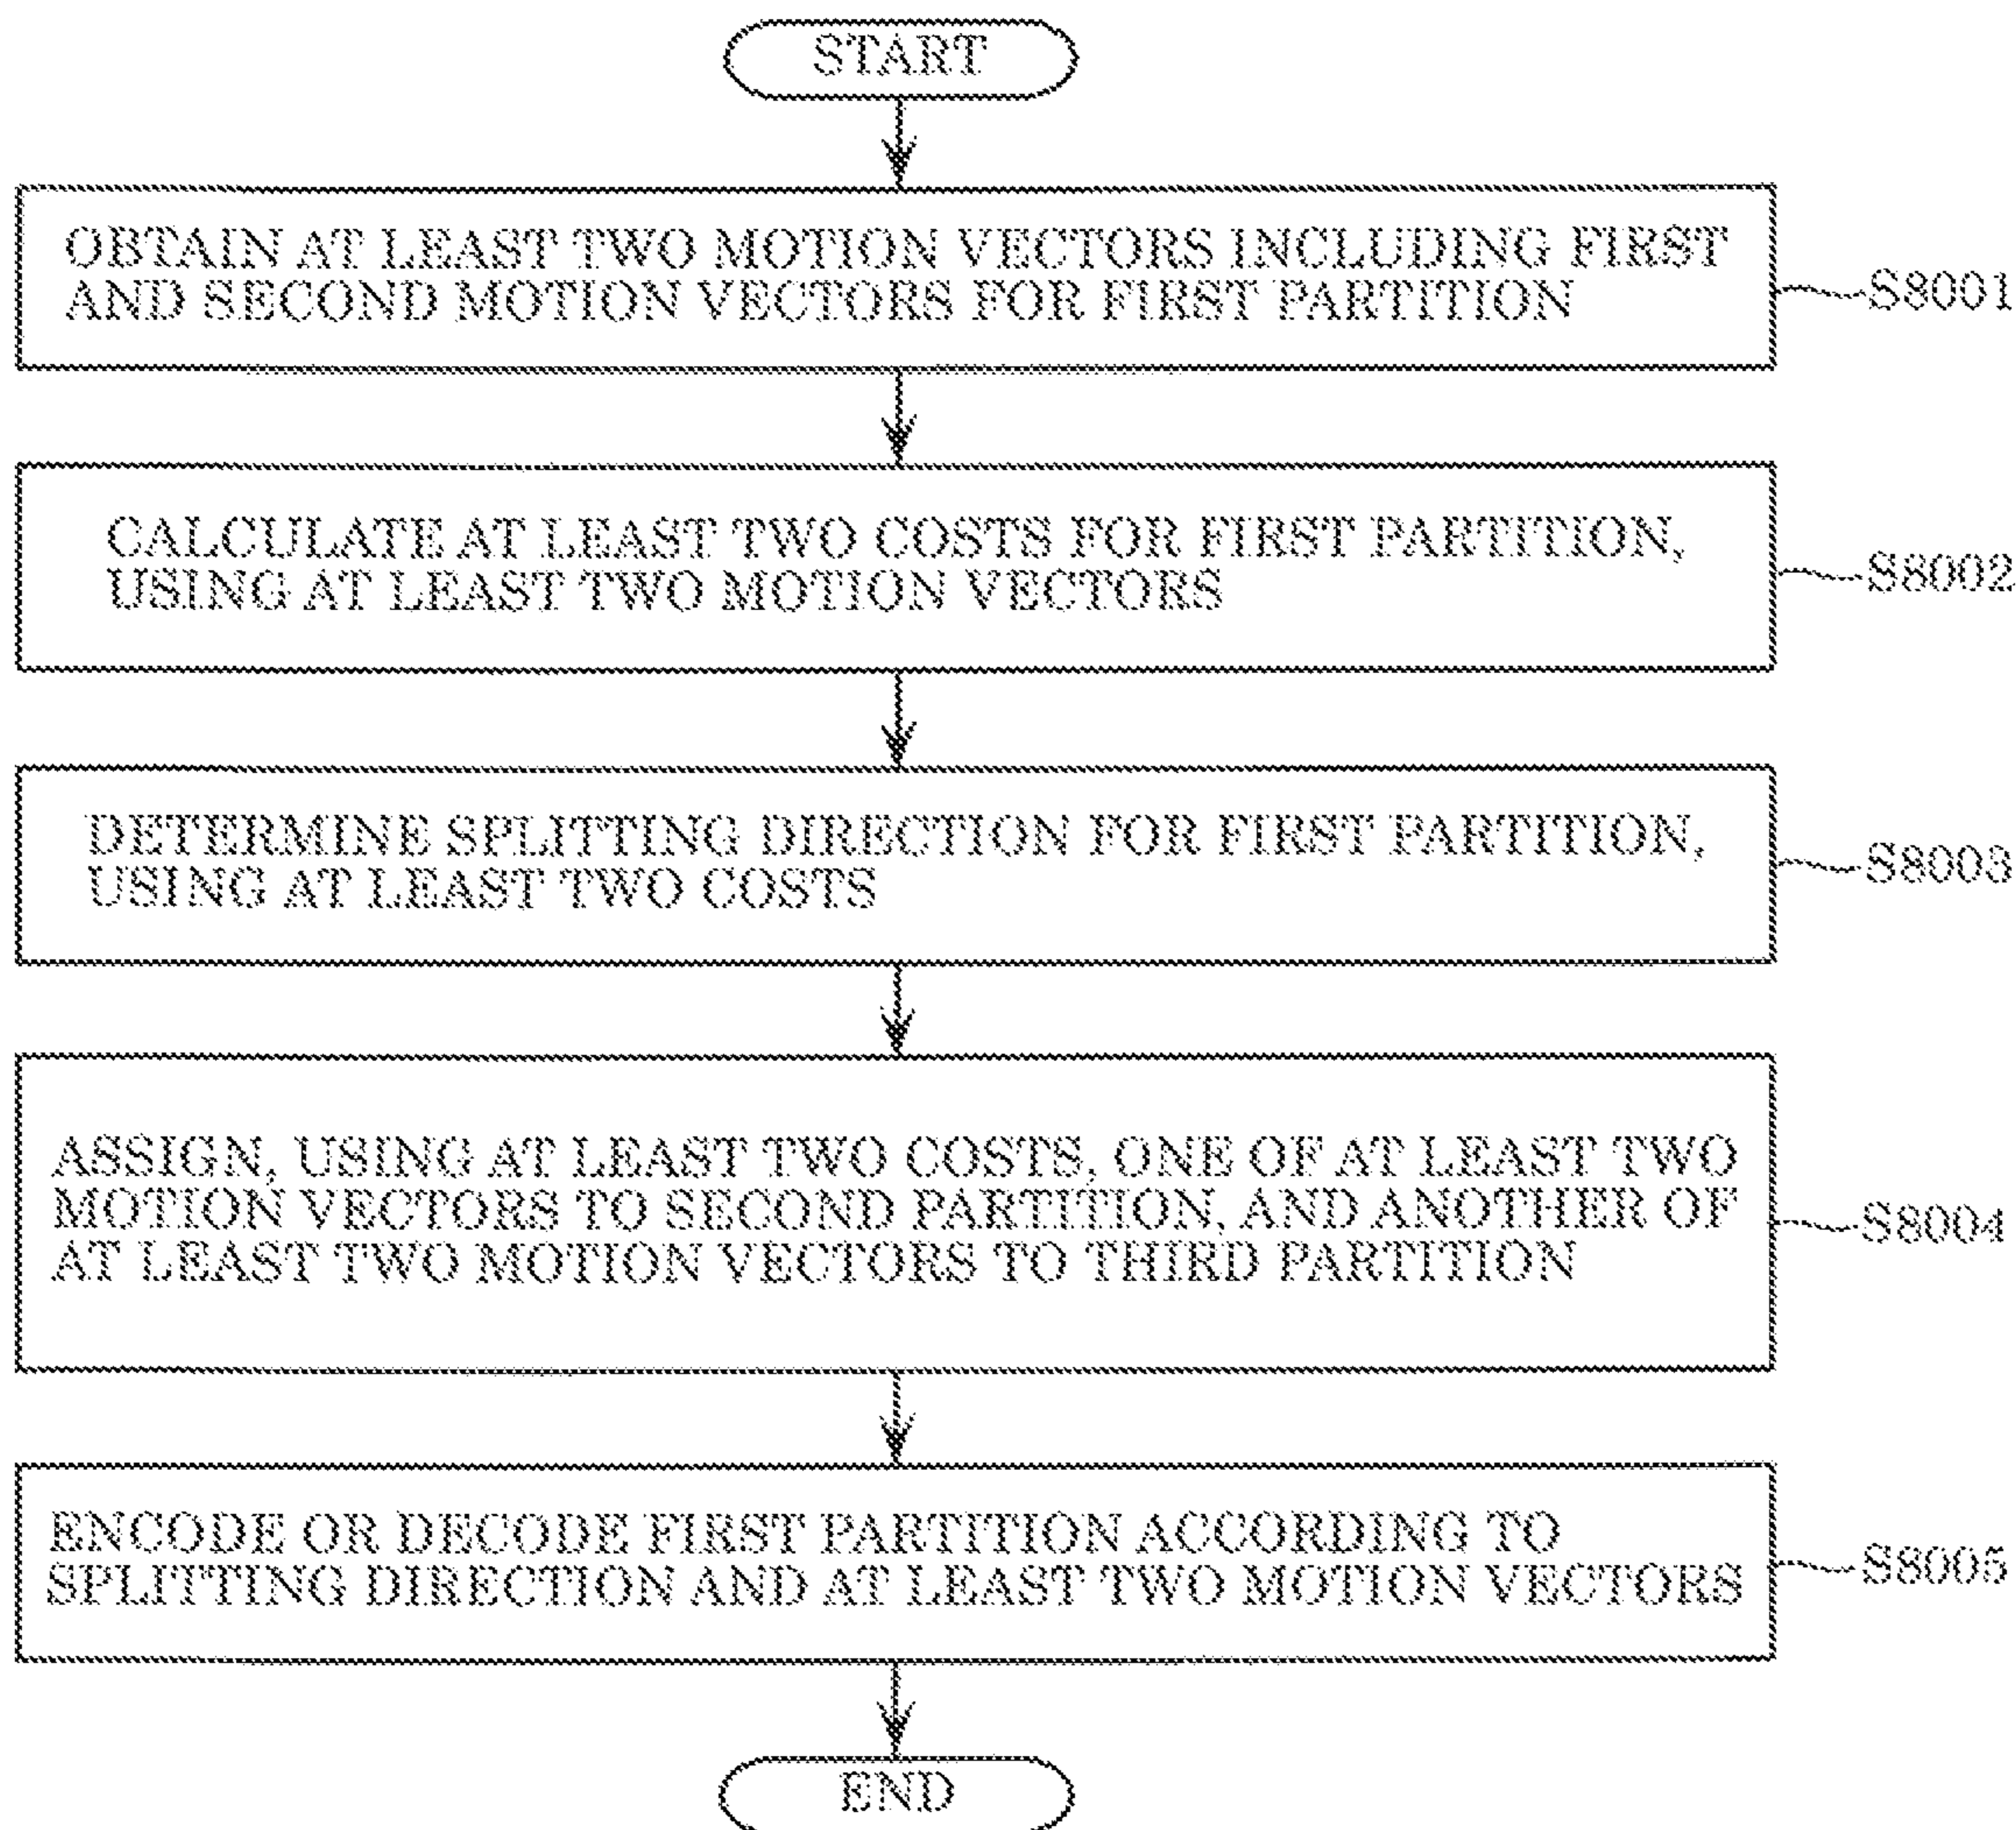 START
OBTAIN AT LEAST TWO MOTION VECTORS INCLUDING FIRST
AND SECOND MOTION VECTORS FOR FIRST PARTITION
S8001
CALCULATE AT LEAST TWO COSTS FOR FIRST PARTITION,
USING AT LEAST TWO MOTION VECTORS
S8002
DETERMINE SPLITTING DIRECTION FOR FIRST PARTITION,
USING AT LEAST TWO COSTS
S8003
ASSIGN, USING AT LEAST TWO COSTS, ONE OF AT LEAST TWO
MOTION VECTORS TO SECOND PARTITION, AND ANOTHER OF
AT LEAST TWO MOTION VECTORS TO THIRD PARTITION
S8004
ENCODE OR DECODE FIRST PARTITION ACCORDING TO
SPLITTING DIRECTION AND AT LEAST TWO MOTION VECTORS
S8005
END